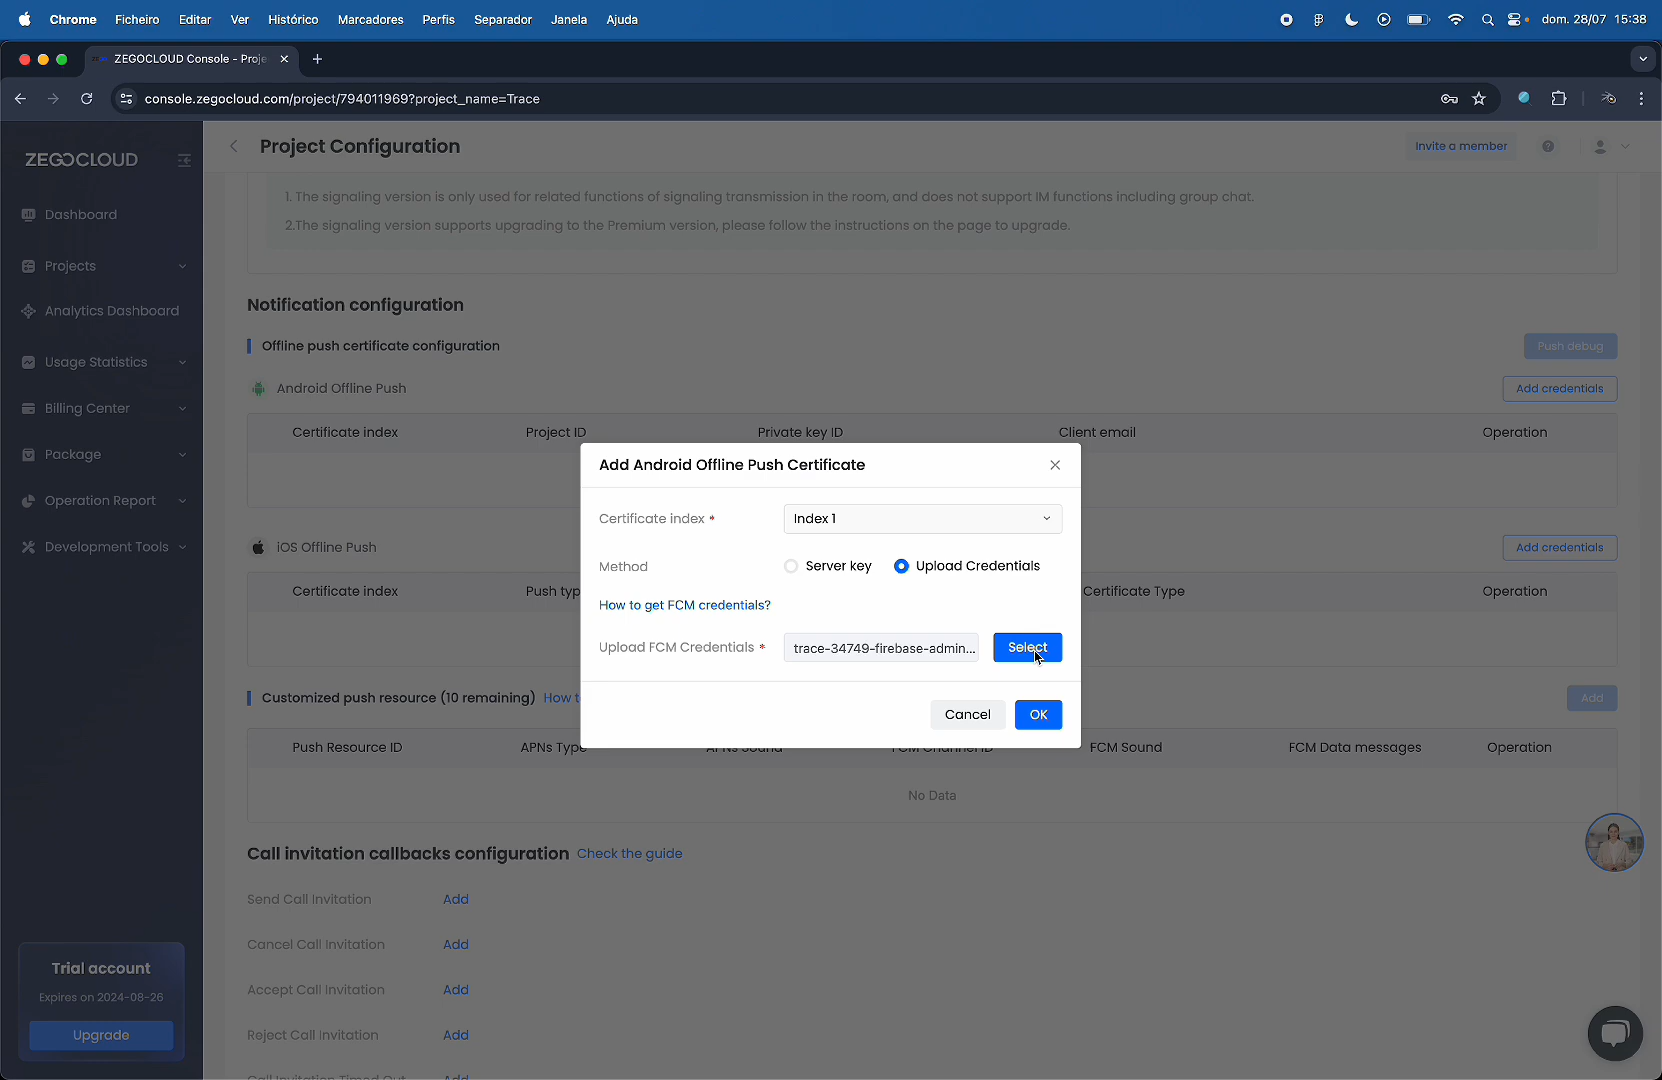 Chrome Ficheiro Editar Ver Histórico Marcadores Perfis Separador Janela Ajuda dom. 28/07 15:38
ZEGOCLOUD Console - Proje
console.zegocloud.com/project/794011969?project_name=Trace
ZEGOCLOUD
Project Configuration
Invite a member
Dashboard
Projects
Analytics Dashboard
Usage Statistics
Billing Center
Package
Operation Report
Development Tools
Trial account
Expires on 2024-08-26
Upgrade
1. The signaling version is only used for related functions of signaling transmission in the room, and does not support IM functions including group chat.
2.The signaling version supports upgrading to the Premium version, please follow the instructions on the page to upgrade.
Notification configuration
Offline push certificate configuration
Push debug
Android Offline Push
Add credentials
Certificate index Project ID Private key ID Client email Operation
iOS Offline Push
Add credentials
Certificate index Push typ Certificate Type Operation
Add Android Offline Push Certificate
Certificate index *
Index 1
Method
Server key
Upload Credentials
How to get FCM credentials?
Upload FCM Credentials *
trace-34749-firebase-admin...
Select
Cancel
OK
Customized push resource (10 remaining) How t
Add
Push Resource ID APNs Type APNs Sound FCM Channel ID FCM Sound FCM Data messages Operation
No Data
Call invitation callbacks configuration Check the guide
Send Call Invitation Add
Cancel Call Invitation Add
Accept Call Invitation Add
Reject Call Invitation Add
Call Invitation Timed Out Add